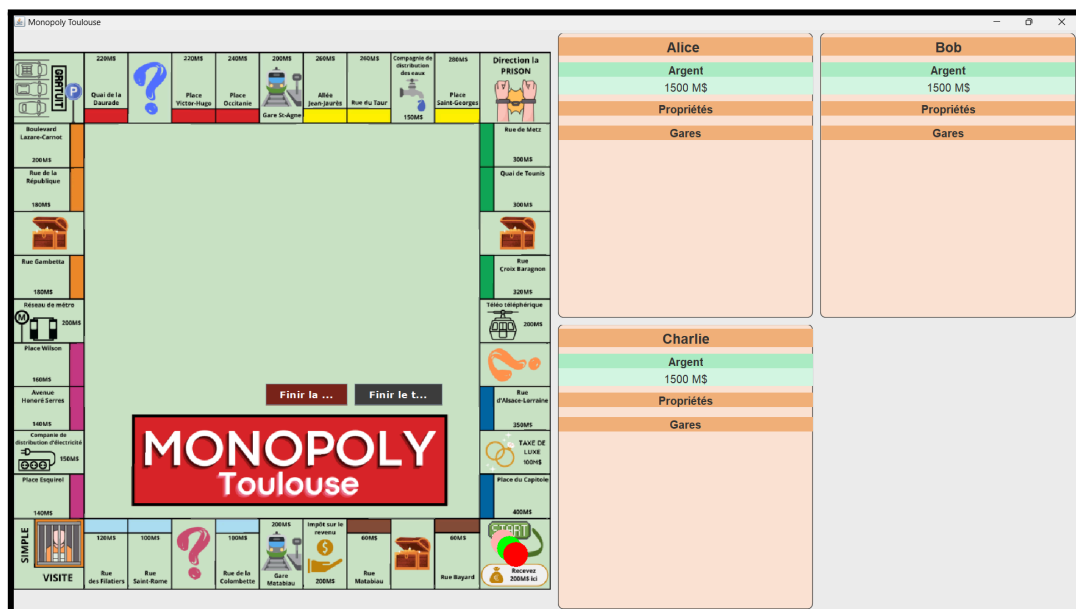 Monopoly Toulouse
GRATUIT
P
220M$
Quai de la
Daurade
220M$
Place
Victor-Hugo
240M$
Place
Occitanie
200M$
Gare St-Agne
260M$
Allée
Jean-Jaurès
260M$
Rue du Taur
Compagnie de
distribution
des eaux
150M$
280M$
Place
Saint-Georges
Direction la
PRISON
Boulevard
Lazare-Carnot
200M$
Rue de la
République
180M$
Rue Gambetta
180M$
Réseau de métro
M
200M$
Place Wilson
160M$
Avenue
Honoré Serres
140M$
Companie de
distribution d'électricité
150M$
Place Esquirel
140M$
Rue de Metz
300M$
Quai de Tounis
300M$
Rue
Croix Baragnon
320M$
Téléo téléphérique
200M$
Rue
d'Alsace-Lorraine
350M$
TAXE DE
LUXE
100M$
Place du Capitole
400M$
Finir la ...
Finir le t...
MONOPOLY
Toulouse
SIMPLE
VISITE
120M$
Rue
des Filatiers
100M$
Rue
Saint-Rome
100M$
Rue de la
Colombette
200M$
Gare
Matabiau
Impôt sur le
revenu
200M$
60M$
Rue
Matabiau
60M$
Rue Bayard
START
Recevez
200M$ ici
Alice
Argent
1500 M$
Propriétés
Gares
Bob
Argent
1500 M$
Propriétés
Gares
Charlie
Argent
1500 M$
Propriétés
Gares